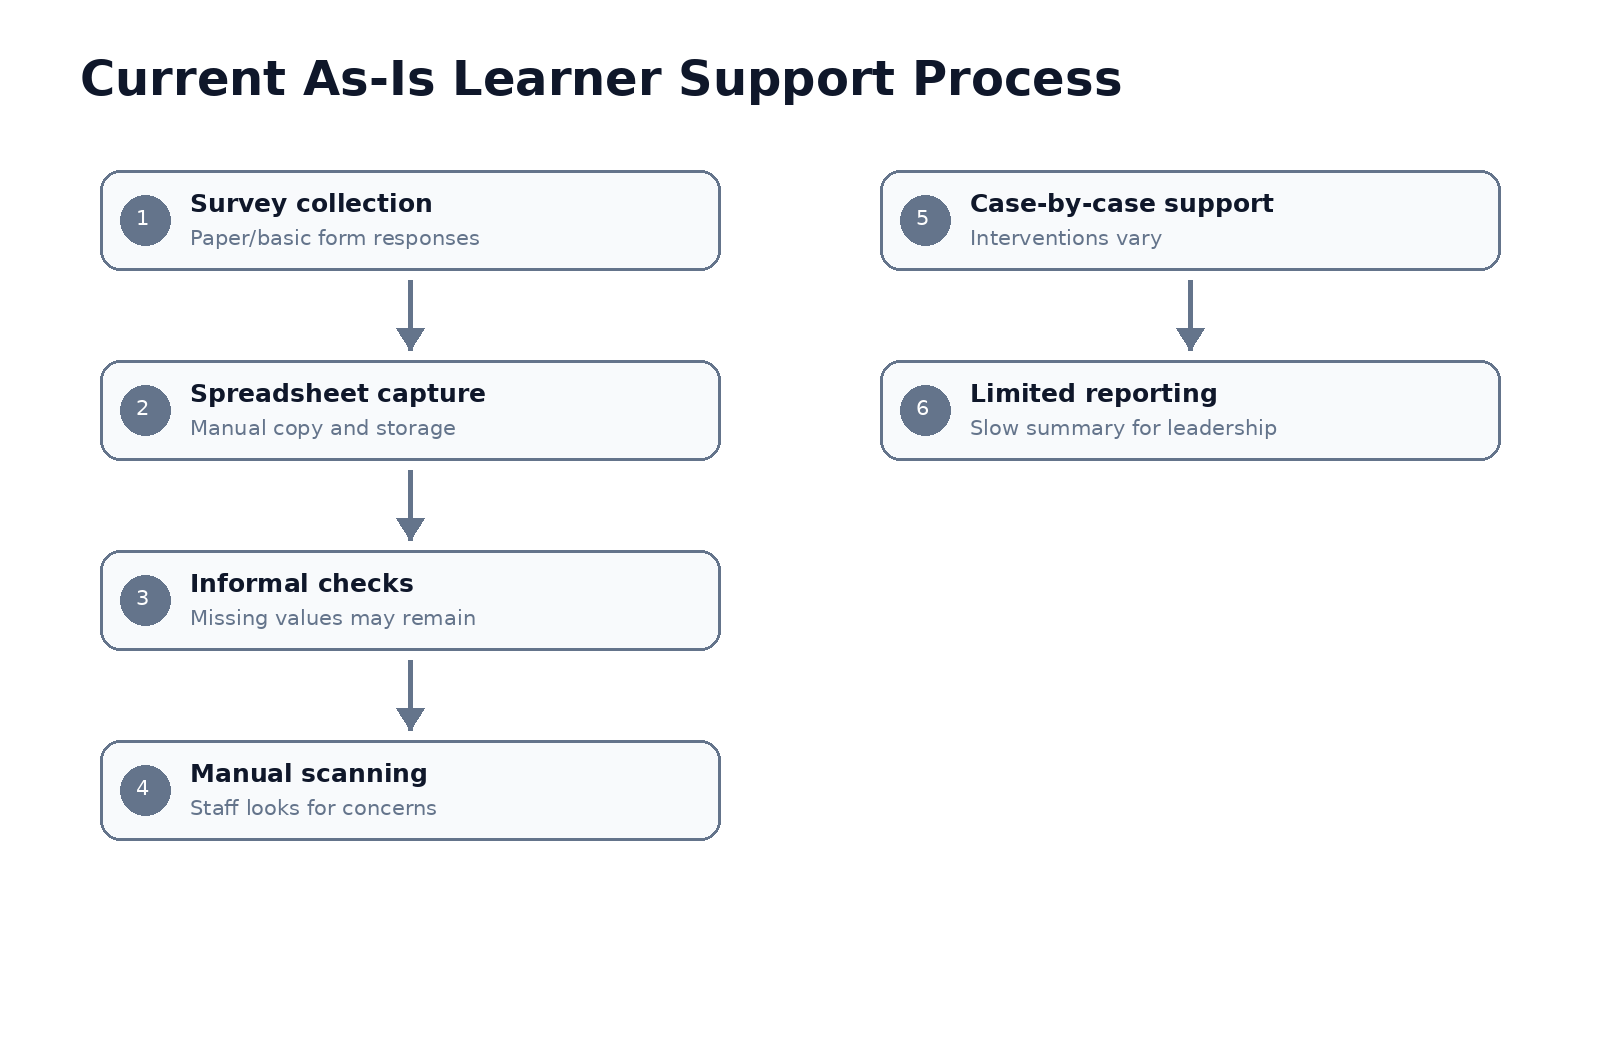 Current As-Is Learner Support Process
1
Survey collection
Paper/basic form responses
2
Spreadsheet capture
Manual copy and storage
3
Informal checks
Missing values may remain
4
Manual scanning
Staff looks for concerns
5
Case-by-case support
Interventions vary
6
Limited reporting
Slow summary for leadership